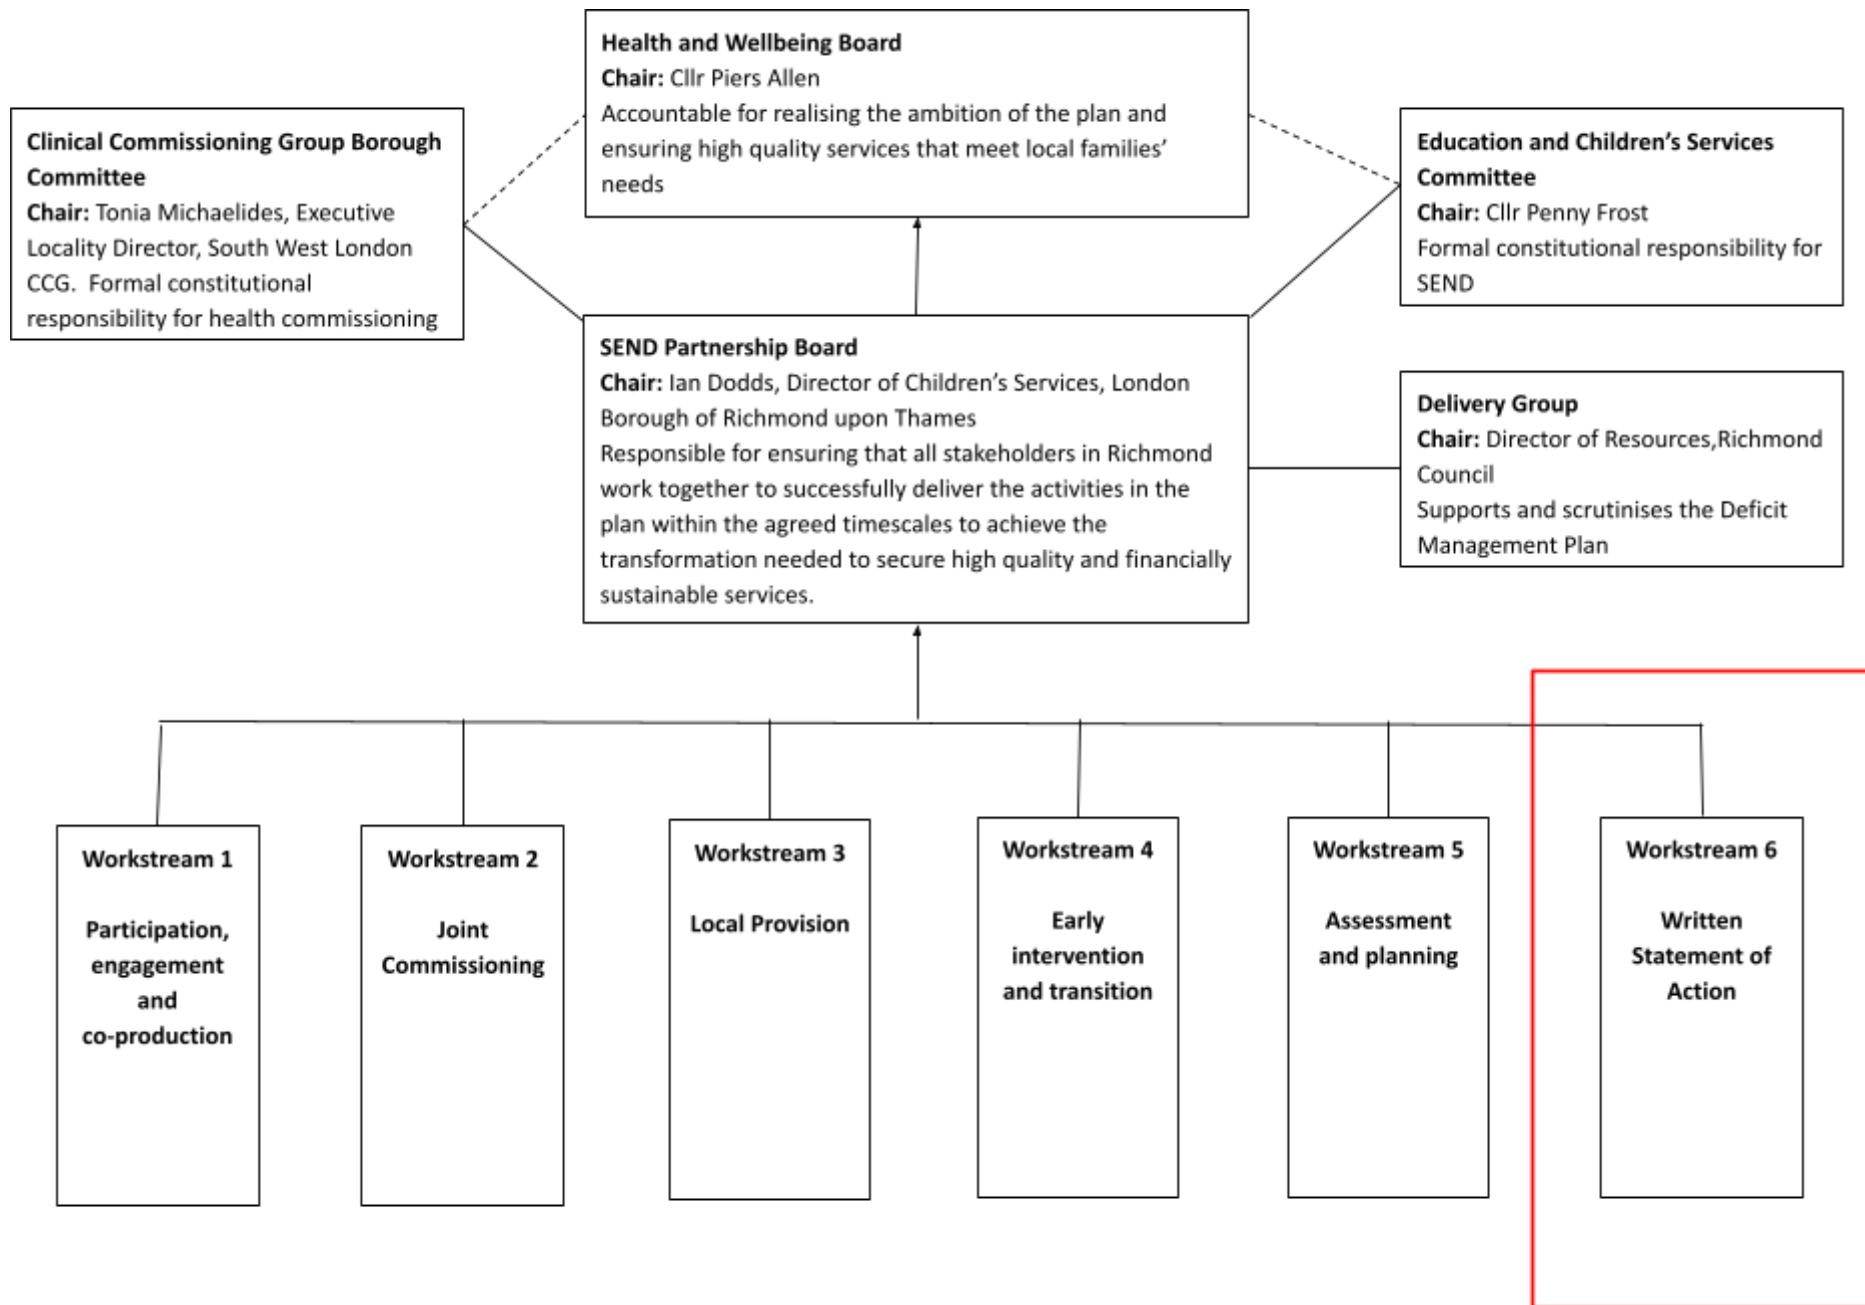 Health and Wellbeing Board
Chair: Cllr Piers Allen
Accountable for realising the ambition of the plan and
ensuring high quality services that meet local families’
needs
Clinical Commissioning Group Borough
Committee
Chair: Tonia Michaelides, Executive
Locality Director, South West London
CCG.  Formal constitutional
responsibility for health commissioning
Education and Children’s Services
Committee
Chair: Cllr Penny Frost
Formal constitutional responsibility for
SEND
SEND Partnership Board
Chair: Ian Dodds, Director of Children’s Services, London
Borough of Richmond upon Thames
Responsible for ensuring that all stakeholders in Richmond
work together to successfully deliver the activities in the
plan within the agreed timescales to achieve the
transformation needed to secure high quality and financially
sustainable services.
Delivery Group
Chair: Director of Resources,Richmond
Council
Supports and scrutinises the Deficit
Management Plan
Workstream 1
Participation,
engagement
and
co-production
Workstream 2
Joint
Commissioning
Workstream 3
Local Provision
Workstream 4
Early
intervention
and transition
Workstream 5
Assessment
and planning
Workstream 6
Written
Statement of
Action